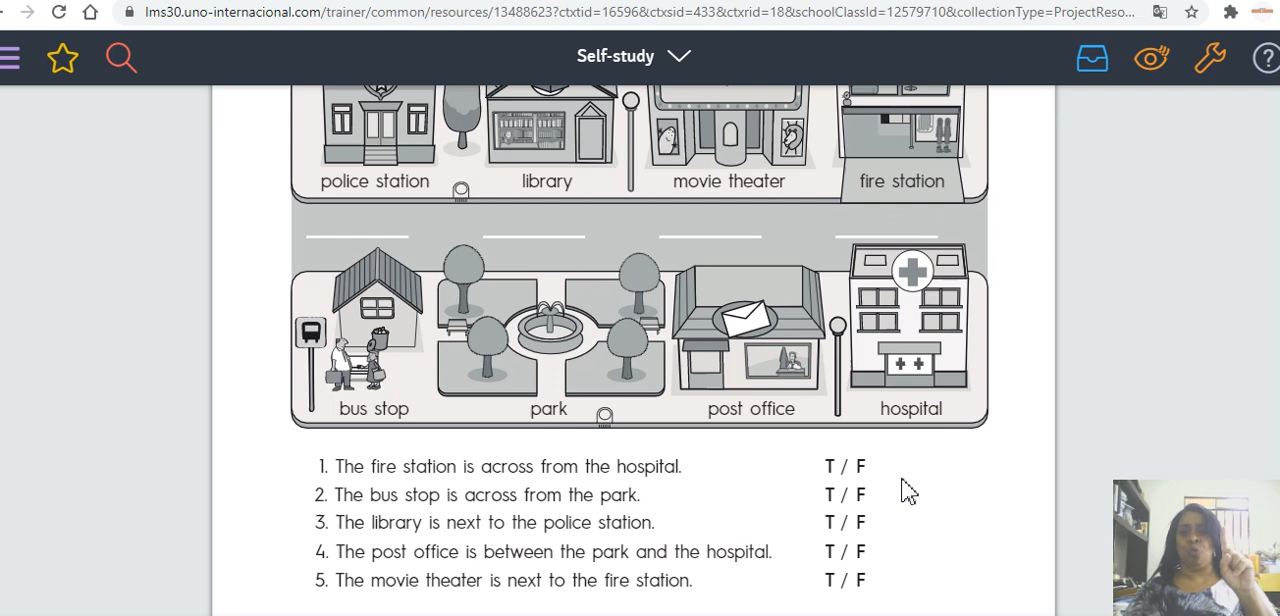 lms30.uno-internacional.com/trainer/common/resources/13488623?ctxtid=16596&ctxsid=433&ctxrid=18&schoolClassId=12579710&collectionType=ProjectReso...
Self-study
?
police station library movie theater fire station
bus stop park post office hospital
1. The fire station is across from the hospital. T / F
2. The bus stop is across from the park. T / F
3. The library is next to the police station. T / F
4. The post office is between the park and the hospital. T / F
5. The movie theater is next to the fire station. T / F